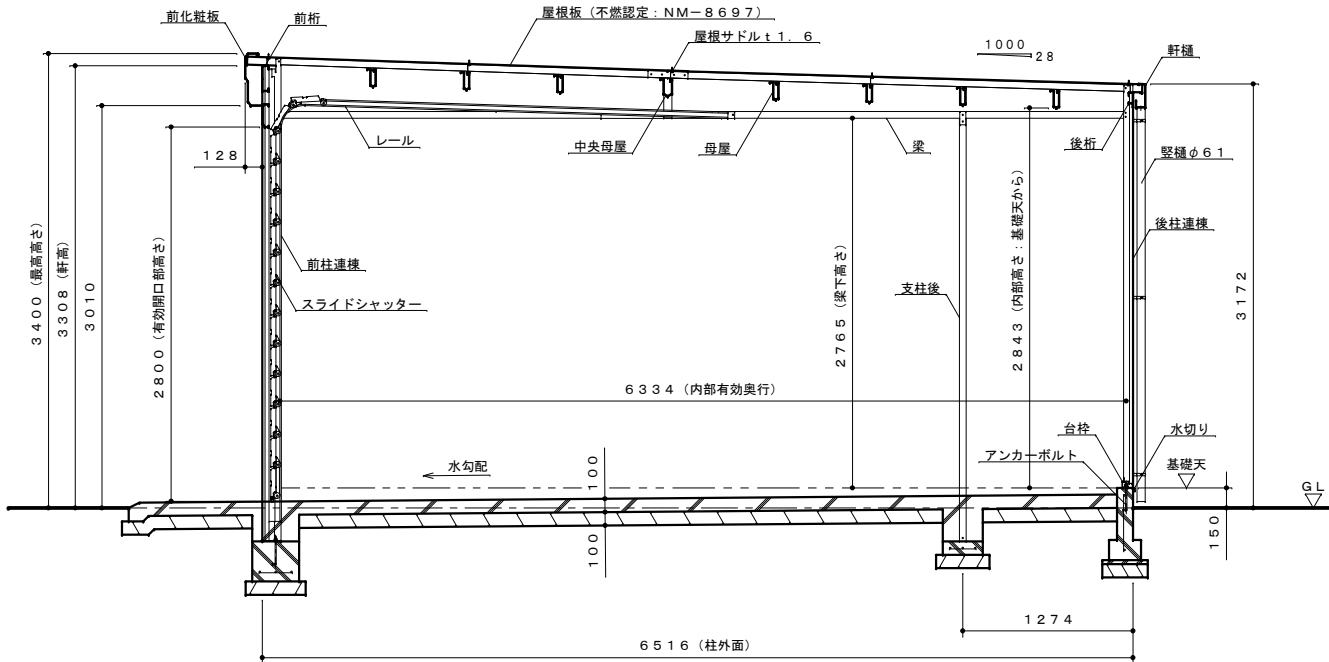 屋根板（不燃認定：NM－8697）
前化粧板
前桁
屋根サドルｔ1．6
1000
28
軒樋
レール
中央母屋
母屋
梁
後桁
竪樋φ61
128
3400（最高高さ）
3308（軒高）
3010
2800（有効開口部高さ）
前柱連棟
スライドシャッター
2765（梁下高さ）
支柱後
2843（内部高さ：基礎天から）
後柱連棟
3172
6334（内部有効奥行）
台枠
水切り
アンカーボルト
基礎天
水勾配
100
GL
100
150
1274
6516（柱外面）